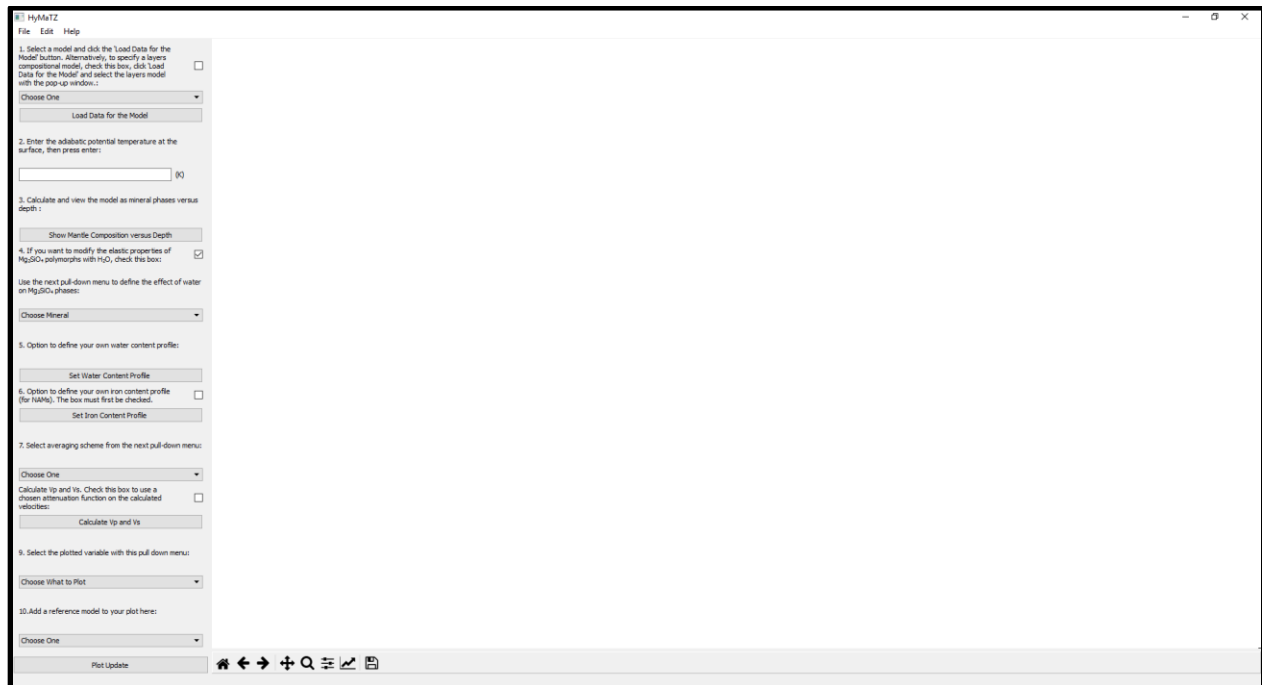 HyMaTZ
File Edit Help
1. Select a model and click the 'Load Data for the
Model' button. Alternatively, to specify a layers
compositional model, check this box, click 'Load
Data for the Model' and select the layers model
with the pop-up window.:
Choose One
Load Data for the Model
2. Enter the adiabatic potential temperature at the
surface, then press enter:
(K)
3. Calculate and view the model as mineral phases versus
depth :
Show Mantle Composition versus Depth
4. If you want to modify the elastic properties of
Mg₂SiO₄ polymorphs with H₂O, check this box:
Use the next pull-down menu to define the effect of water
on Mg₂SiO₄ phases:
Choose Mineral
5. Option to define your own water content profile:
Set Water Content Profile
6. Option to define your own iron content profile
(for NAMs). The box must first be checked.
Set Iron Content Profile
7. Select averaging scheme from the next pull-down menu:
Choose One
Calculate Vp and Vs. Check this box to use a
chosen attenuation function on the calculated
velocities:
Calculate Vp and Vs
9. Select the plotted variable with this pull down menu:
Choose What to Plot
10.Add a reference model to your plot here:
Choose One
Plot Update